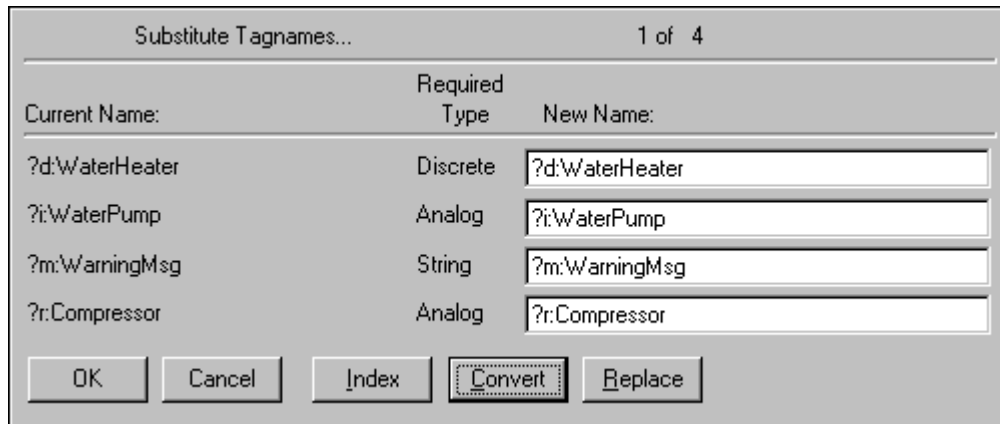 Substitute Tagnames... 1 of 4
Required
Current Name: Type New Name:
?d:WaterHeater Discrete ?d:WaterHeater
?i:WaterPump Analog ?i:WaterPump
?m:WarningMsg String ?m:WarningMsg
?r:Compressor Analog ?r:Compressor
OK Cancel Index Convert Replace